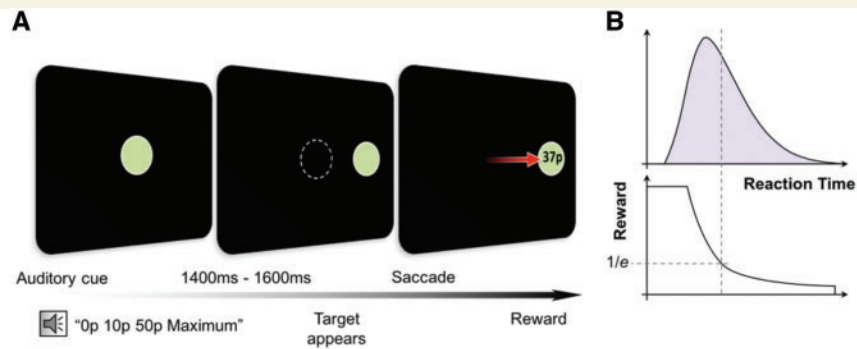 A
B
37p
Auditory cue
1400ms - 1600ms
Saccade
"0p 10p 50p Maximum"
Target
appears
Reward
Reaction Time
Reward
1/e